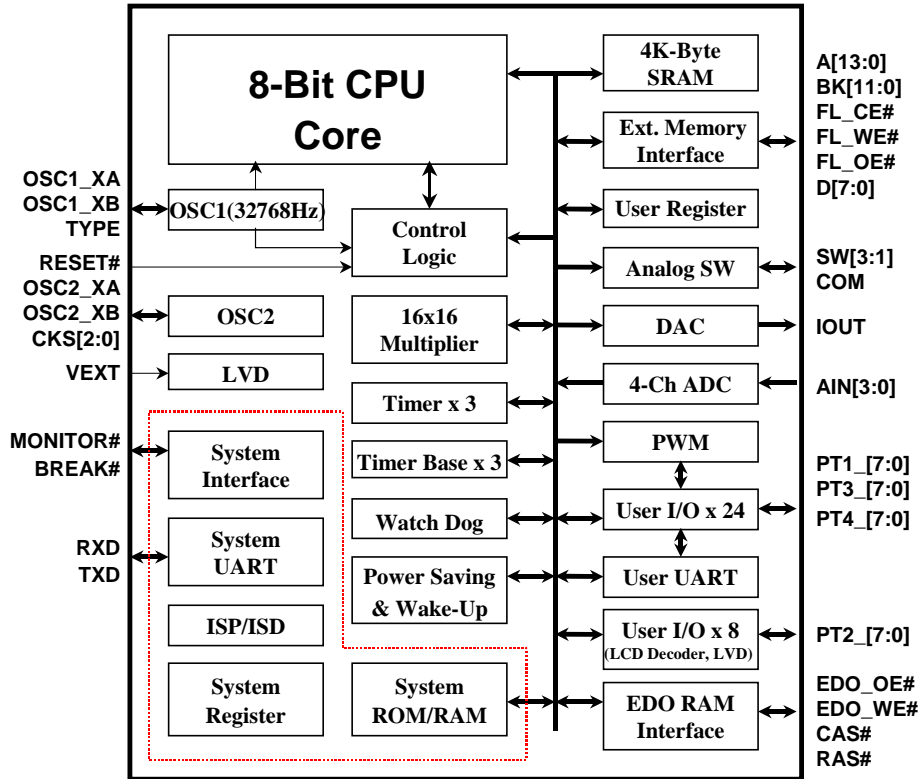 OSC1_XA
OSC1_XB
TYPE
RESET#
OSC2_XA
OSC2_XB
CKS[2:0]
VEXT
MONITOR#
BREAK#
RXD
TXD
8-Bit CPU
Core
OSC1(32768Hz)
OSC2
LVD
System
Interface
System
UART
ISP/ISD
System
Register
Control
Logic
16x16
Multiplier
Timer x 3
Timer Base x 3
Watch Dog
Power Saving
& Wake-Up
System
ROM/RAM
4K-Byte
SRAM
Ext. Memory
Interface
User Register
Analog SW
DAC
4-Ch ADC
PWM
User I/O x 24
User UART
User I/O x 8
(LCD Decoder, LVD)
EDO RAM
Interface
A[13:0]
BK[11:0]
FL_CE#
FL_WE#
FL_OE#
D[7:0]
SW[3:1]
COM
IOUT
AIN[3:0]
PT1_[7:0]
PT3_[7:0]
PT4_[7:0]
PT2_[7:0]
EDO_OE#
EDO_WE#
CAS#
RAS#